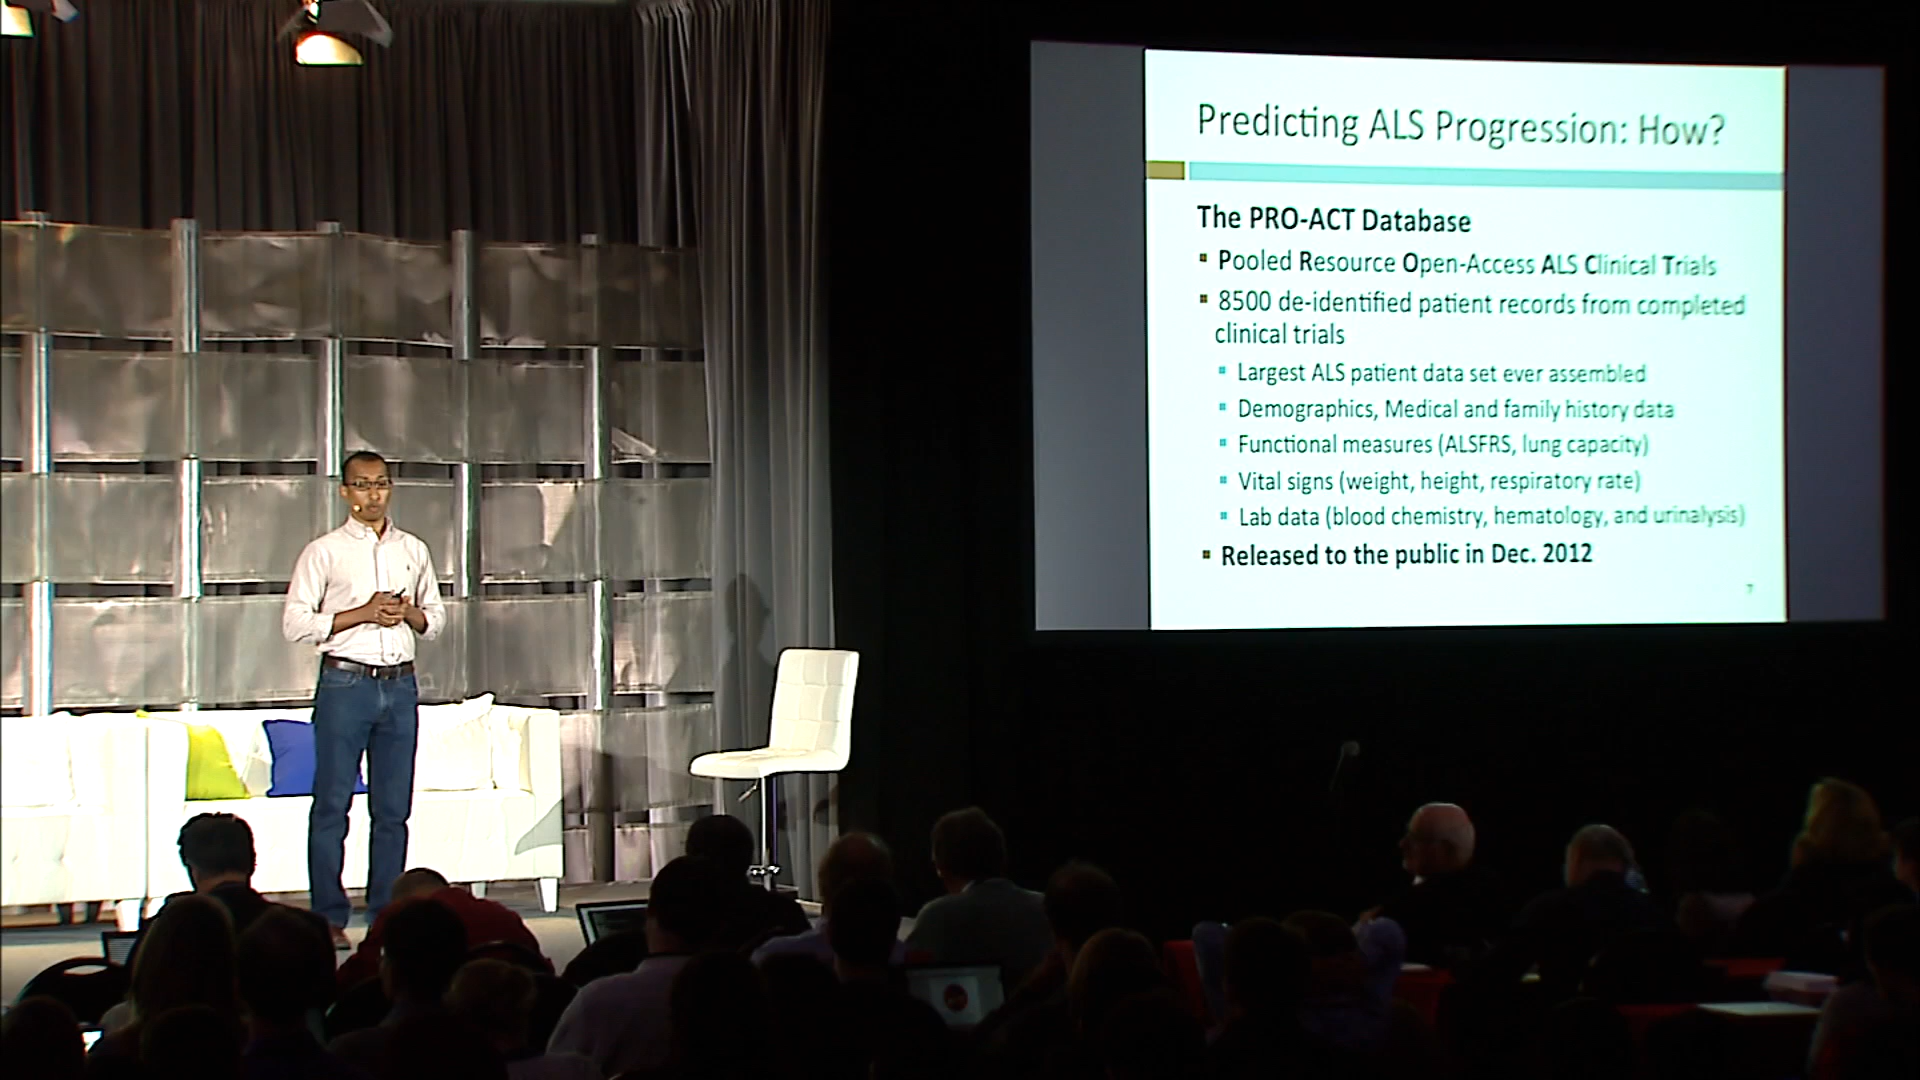 Predicting ALS Progression: How?
The PRO-ACT Database
▪ Pooled Resource Open-Access ALS Clinical Trials
▪ 8500 de-identified patient records from completed
clinical trials
▪ Largest ALS patient data set ever assembled
▪ Demographics, Medical and family history data
▪ Functional measures (ALSFRS, lung capacity)
▪ Vital signs (weight, height, respiratory rate)
▪ Lab data (blood chemistry, hematology, and urinalysis)
▪ Released to the public in Dec. 2012
7